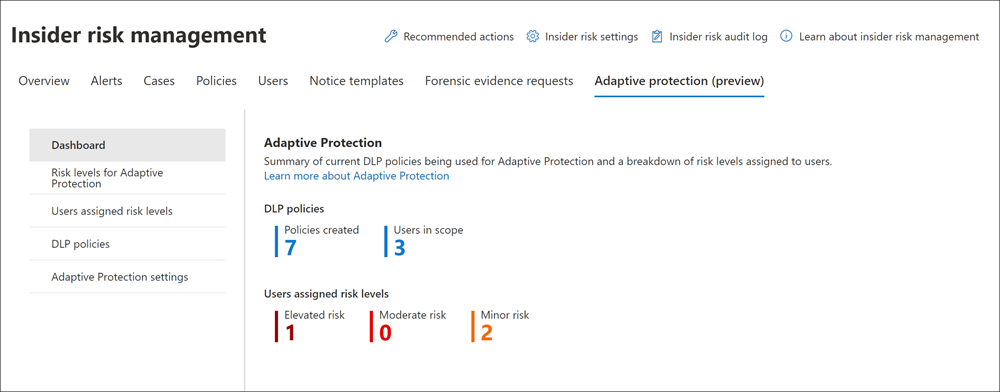 Insider risk management
Recommended actions
Insider risk settings
Insider risk audit log
Learn about insider risk management
Overview
Alerts
Cases
Policies
Users
Notice templates
Forensic evidence requests
Adaptive protection (preview)
Dashboard
Risk levels for Adaptive
Protection
Users assigned risk levels
DLP policies
Adaptive Protection settings
Adaptive Protection
Summary of current DLP policies being used for Adaptive Protection and a breakdown of risk levels assigned to users.
Learn more about Adaptive Protection
DLP policies
Policies created
7
Users in scope
3
Users assigned risk levels
Elevated risk
1
Moderate risk
0
Minor risk
2